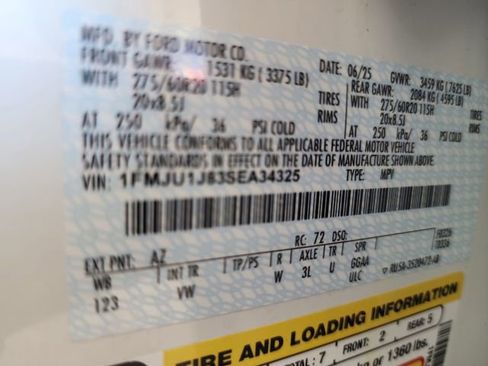 MFD. BY FORD MOTOR CO.
DATE: 06/25 GVWR: 3459 KG (7625 LB)
FRONT GAWR: 1531 KG (3375 LB) REAR GAWR: 2084 KG (4595 LB)
WITH 275/60R20 115H TIRES WITH 275/60R20 115H TIRES
20x8.5J RIMS 20x8.5J RIMS
AT 250 kPa/ 36 PSI COLD AT 250 kPa/ 36 PSI COLD
THIS VEHICLE CONFORMS TO ALL APPLICABLE FEDERAL MOTOR VEHICLE
SAFETY STANDARDS IN EFFECT ON THE DATE OF MANUFACTURE SHOWN ABOVE.
VIN: 1FMJU1J83SEA34325 TYPE: MPV
EXT PNT: AZ RC: 72 DSO:
WB INT TR TP/PS R AXLE TR SPR
123 VW W 3L U GGAA
ULC
TIRE AND LOADING INFORMATION
TOTAL: 7 FRONT: 2 REAR: 5
kg or 1360 lbs.